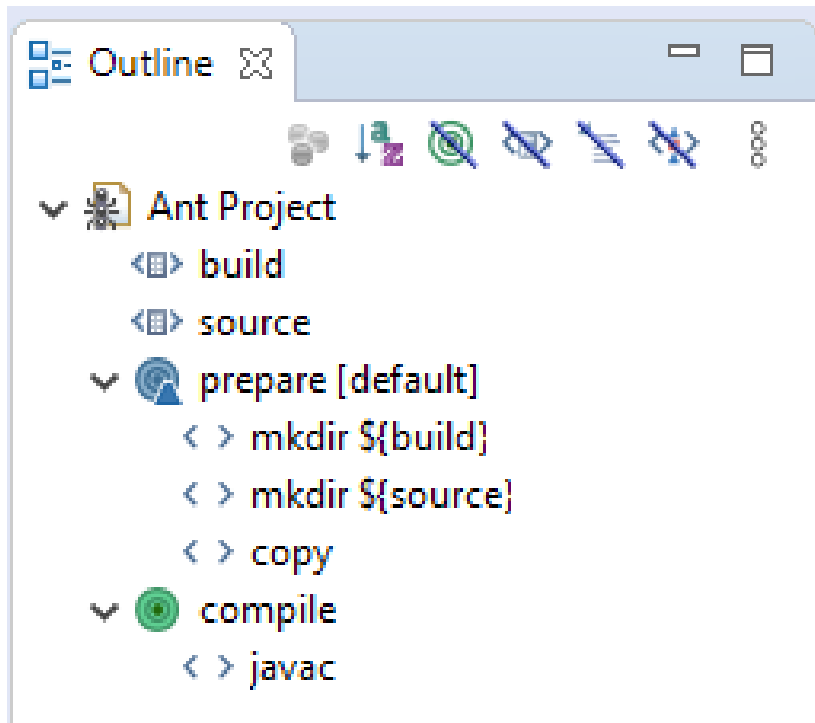 Outline
Ant Project
build
source
prepare [default]
mkdir ${build}
mkdir ${source}
copy
compile
javac